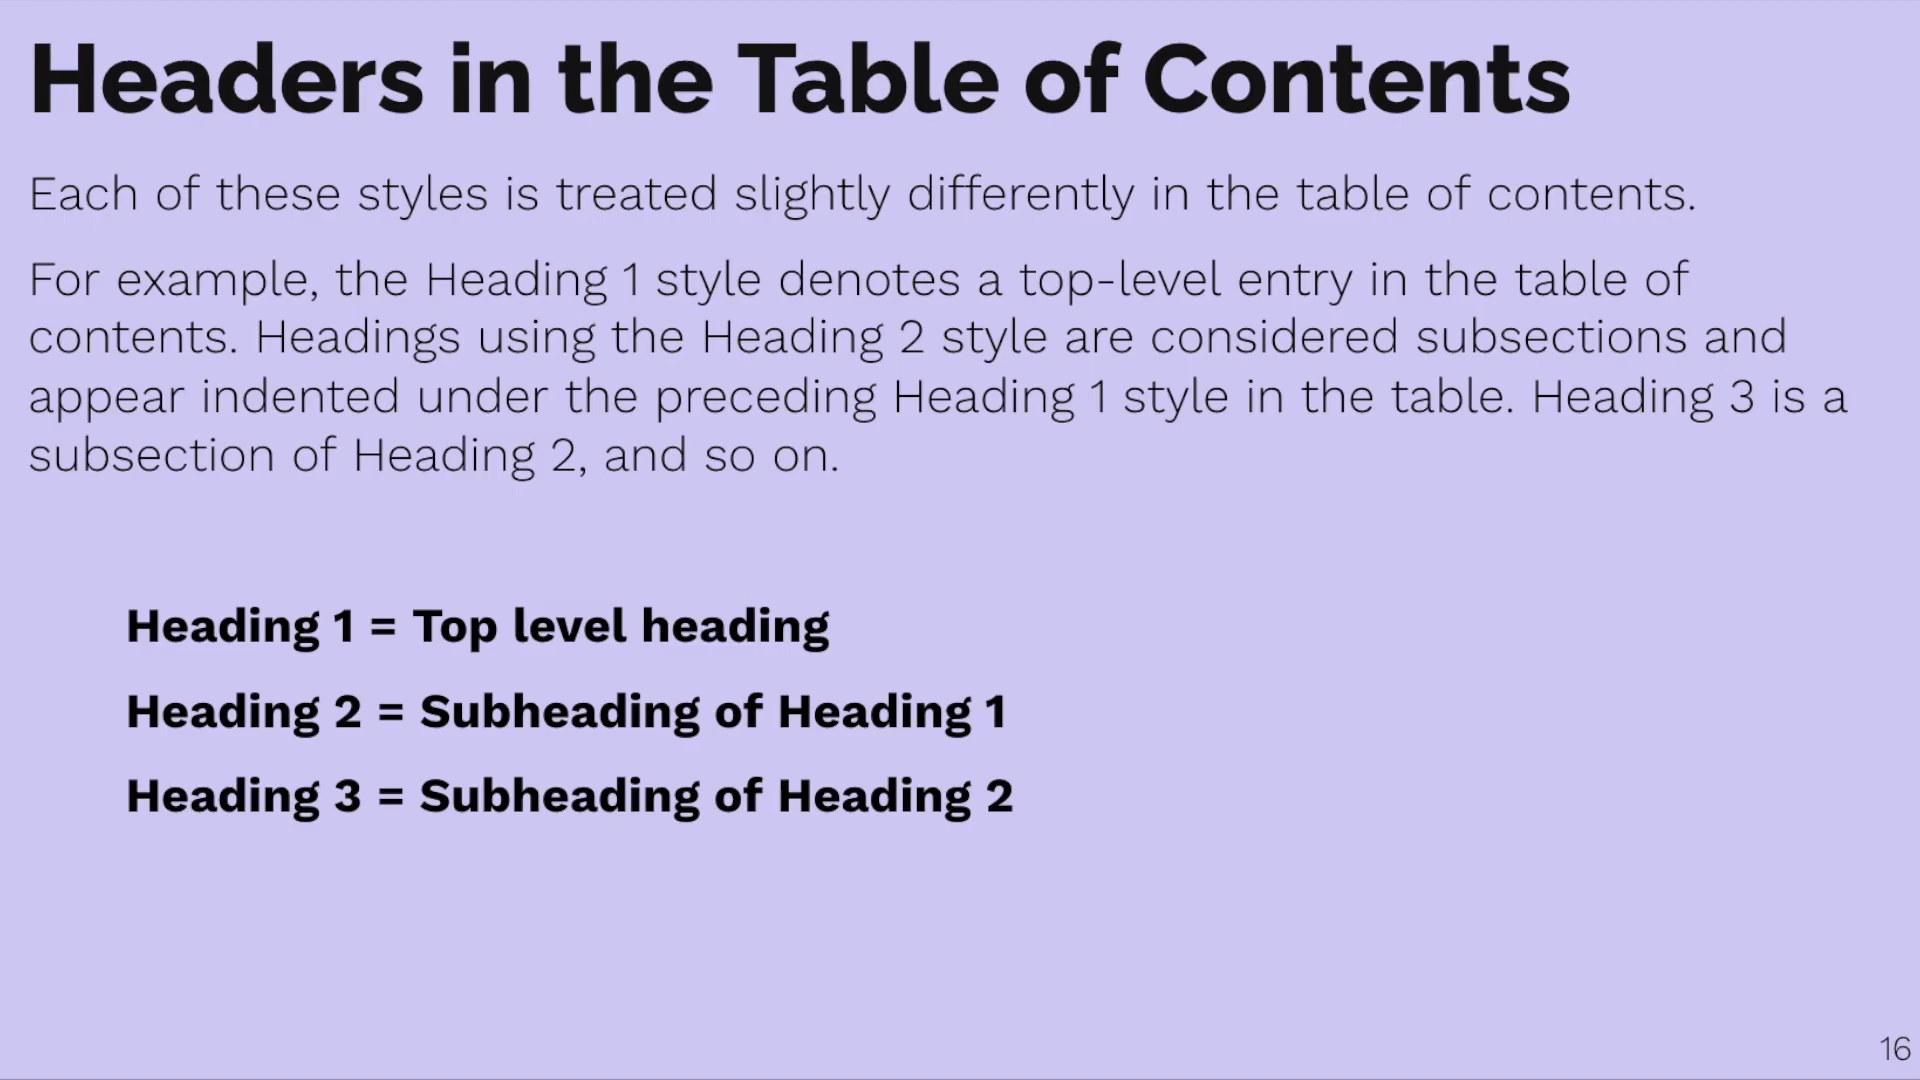 Headers in the Table of Contents
Each of these styles is treated slightly differently in the table of contents.
For example, the Heading 1 style denotes a top-level entry in the table of
contents. Headings using the Heading 2 style are considered subsections and
appear indented under the preceding Heading 1 style in the table. Heading 3 is a
subsection of Heading 2, and so on.
Heading 1 = Top level heading
Heading 2 = Subheading of Heading 1
Heading 3 = Subheading of Heading 2
16